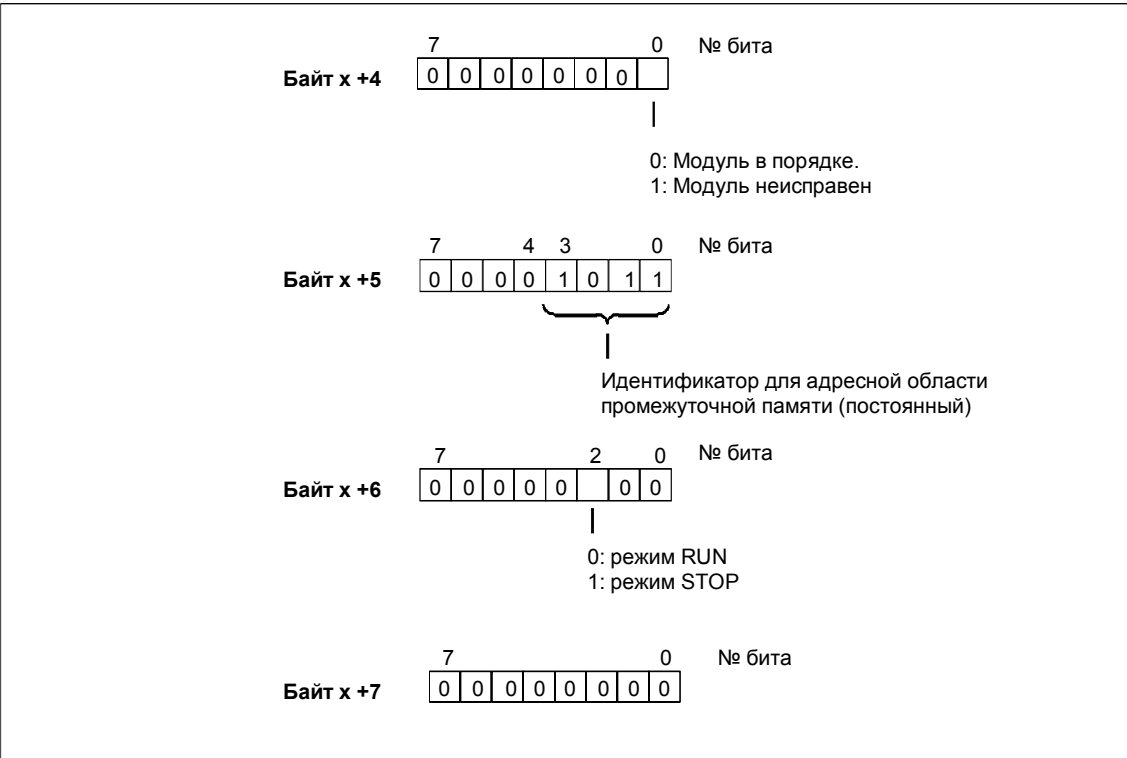 7 0 № бита
Байт x +4 0 0 0 0 0 0 0
0: Модуль в порядке.
1: Модуль неисправен
7 4 3 0 № бита
Байт x +5 0 0 0 0 1 0 1 1
Идентификатор для адресной области
промежуточной памяти (постоянный)
7 2 0 № бита
Байт x +6 0 0 0 0 0 0 0
0: режим RUN
1: режим STOP
7 0 № бита
Байт x +7 0 0 0 0 0 0 0 0